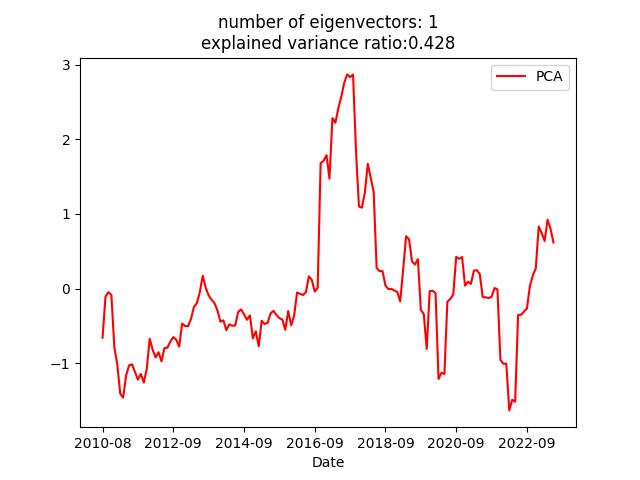 number of eigenvectors: 1
explained variance ratio:0.428
PCA
3
2
1
0
−1
2010-08 2012-09 2014-09 2016-09 2018-09 2020-09 2022-09
Date